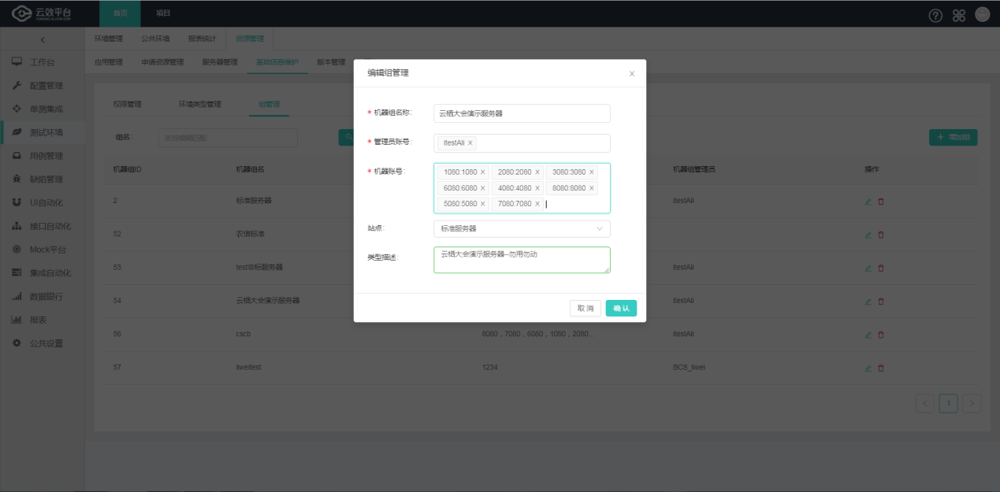 云效平台
首页 项目
环境管理 公共环境 报表统计 资源管理
应用管理 申请资源管理 服务器管理 基础信息维护 版本管理
工作台
配置管理
单测集成
测试环境
用例管理
缺陷管理
UI自动化
接口自动化
Mock平台
集成自动化
数据银行
报表
公共设置
权限管理 环境类型管理 组管理
组名: 支持模糊匹配
+ 增加组
机器组ID 机器组名 机器组管理员 操作
2 标准服务器 itestAli
52 农信标准
53 test非标服务器 itestAli
54 云栖大会演示服务器 itestAli
56 cscb 8080 , 7080 , 6080 , 1080 , 2080... itestAli
57 liweitest 1234 BCS_liwei
1
编辑组管理
* 机器组名称: 云栖大会演示服务器
* 管理员账号: itestAli
* 机器账号: 1080:1080 2080:2080 3080:3080
6080:6080 4080:4080 8080:8080
5080:5080 7080:7080
站点: 标准服务器
类型描述: 云栖大会演示服务器--勿用勿动
取 消 确 认